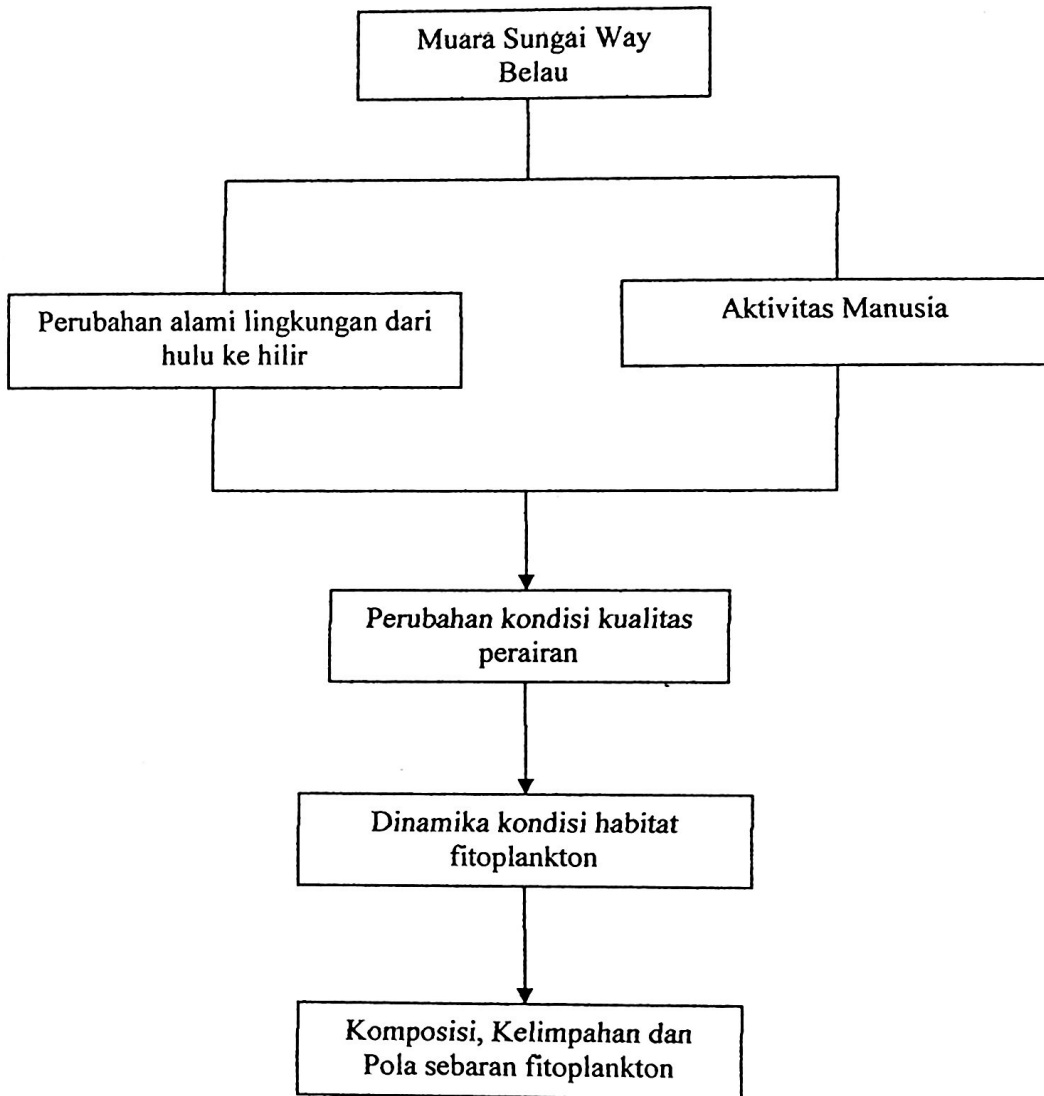 Muara Sungai Way
Belau
Perubahan alami lingkungan dari
hulu ke hilir
Aktivitas Manusia
Perubahan kondisi kualitas
perairan
Dinamika kondisi habitat
fitoplankton
Komposisi, Kelimpahan dan
Pola sebaran fitoplankton